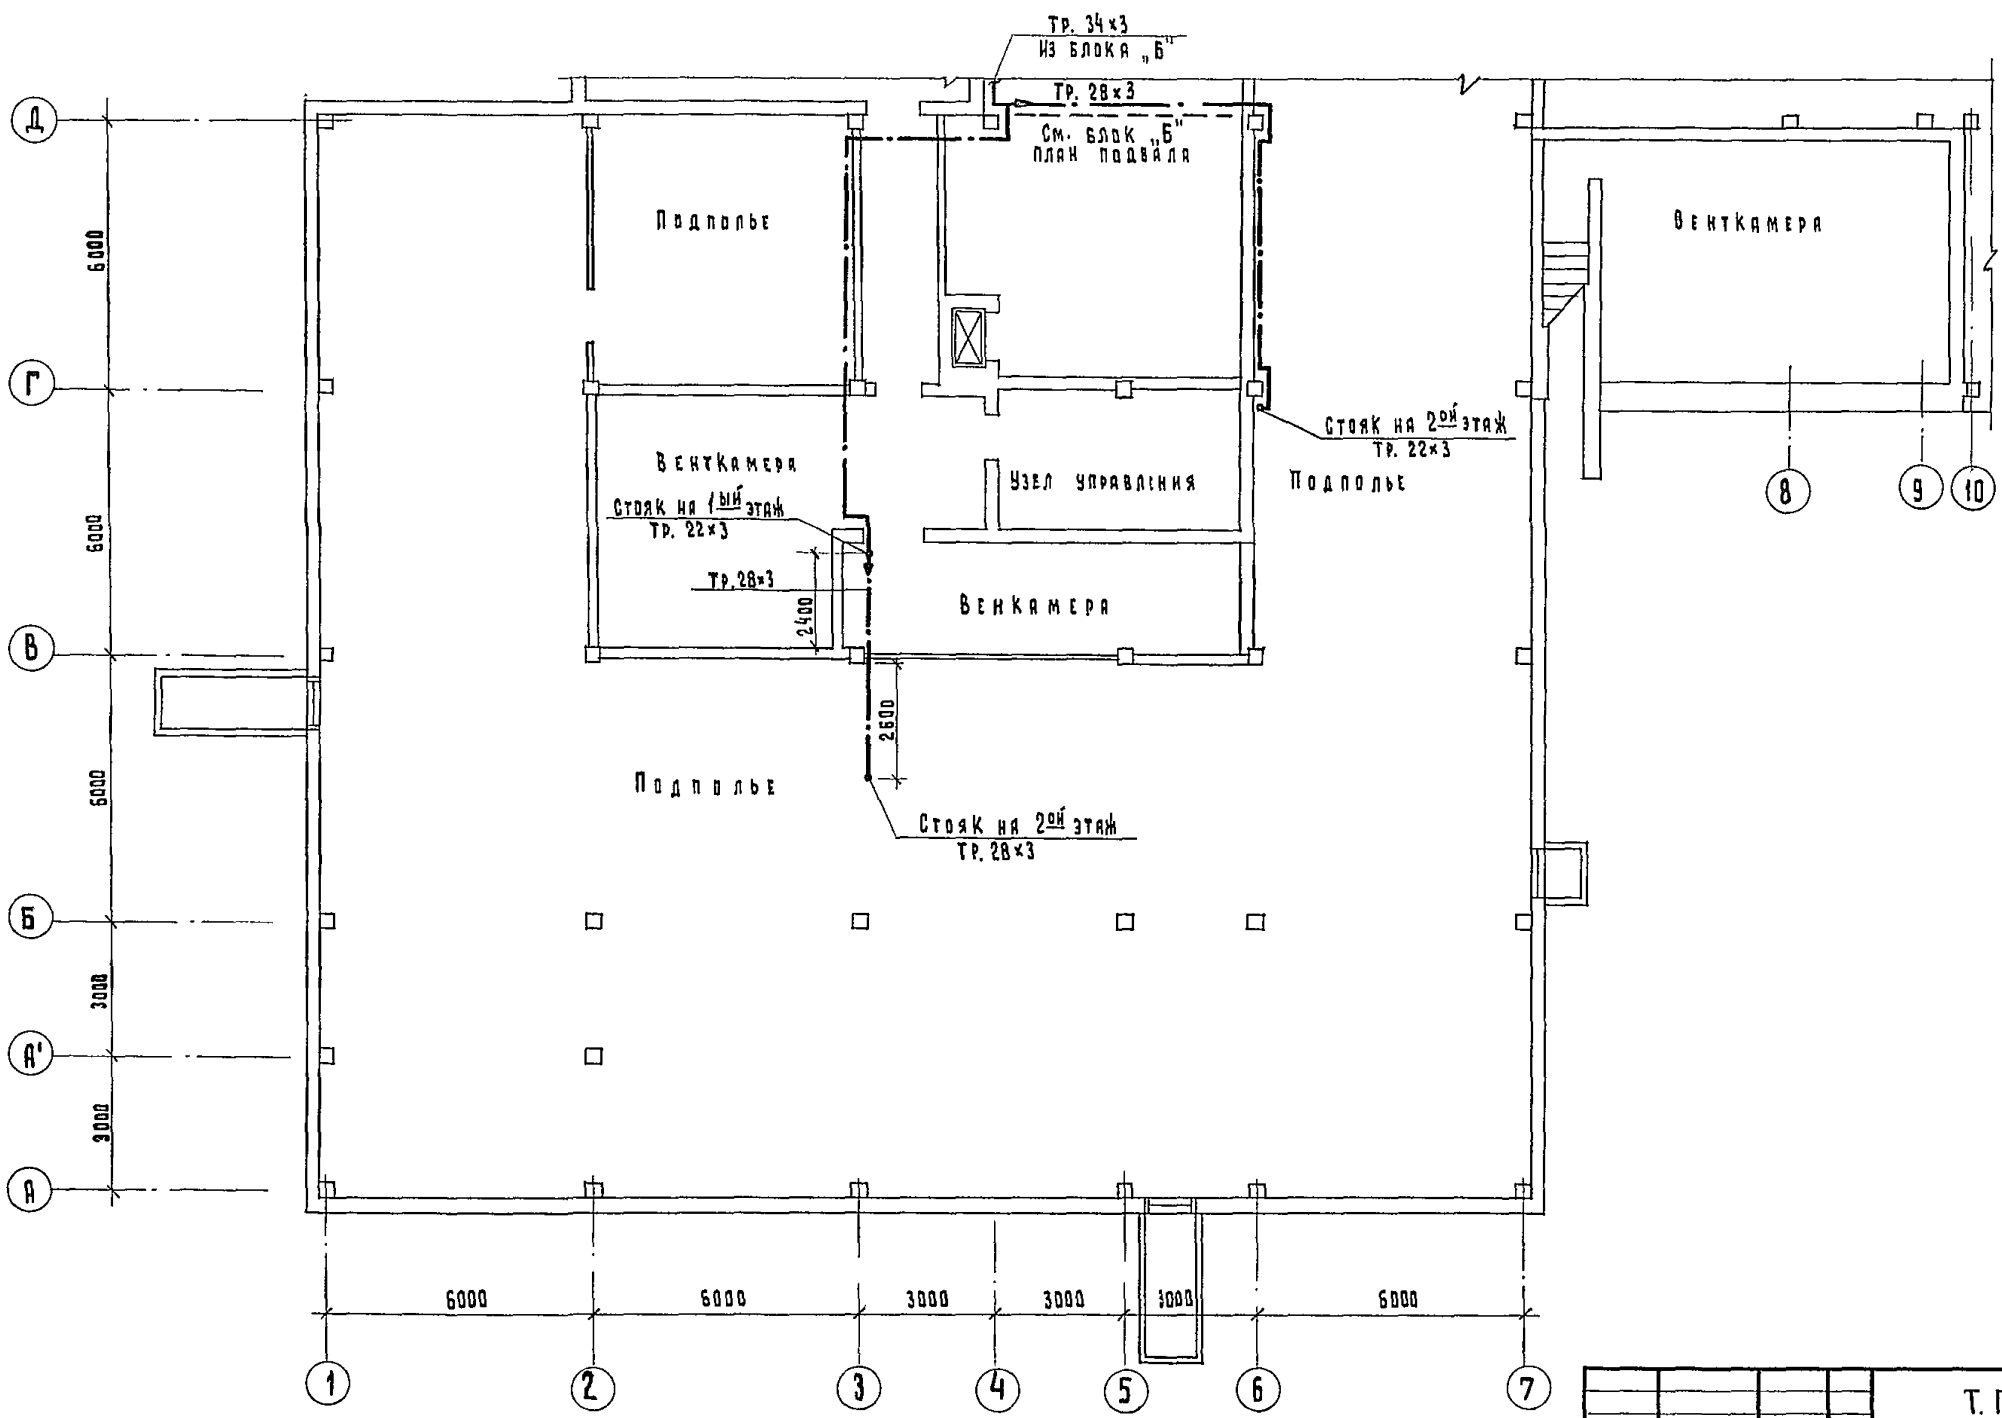 ТР. 34×3
ИЗ БЛОКА „Б"
ТР. 28×3
См. БЛОК „Б"
ПЛАН ПОДВАЛА
Д
6000
ПОДПОЛЬЕ
ВЕНТКАМЕРА
Г
СТОЯК НА 2ОЙ ЭТАЖ
ТР. 22×3
ВЕНТКАМЕРА
УЗЕЛ УПРАВЛЕНИЯ
ПОДПОЛЬЕ
8
9
10
СТОЯК НА 1ЫЙ ЭТАЖ
ТР. 22×3
6000
ТР. 28×3
2400
ВЕНКАМЕРА
В
2600
6000
ПОДПОЛЬЕ
СТОЯК НА 2ОЙ ЭТАЖ
ТР. 28×3
Б
3000
А'
3000
А
6000
6000
3000
3000
3000
6000
1
2
3
4
5
6
7
Т. П